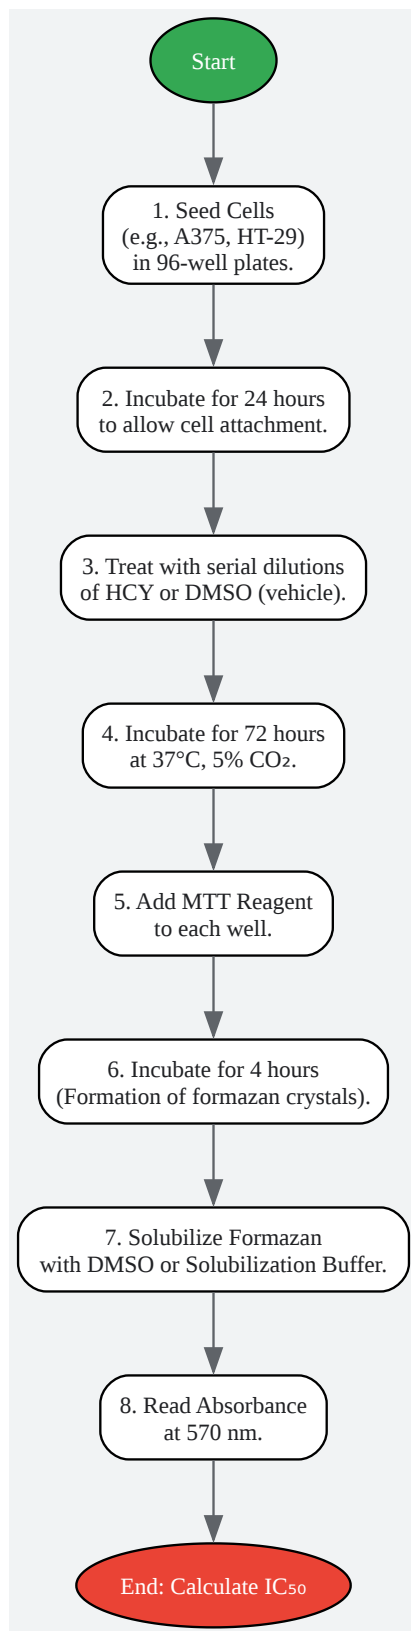 Start
1. Seed Cells
(e.g., A375, HT-29)
in 96-well plates.
2. Incubate for 24 hours
to allow cell attachment.
3. Treat with serial dilutions
of HCY or DMSO (vehicle).
4. Incubate for 72 hours
at 37°C, 5% CO₂.
5. Add MTT Reagent
to each well.
6. Incubate for 4 hours
(Formation of formazan crystals).
7. Solubilize Formazan
with DMSO or Solubilization Buffer.
8. Read Absorbance
at 570 nm.
End: Calculate IC₅₀